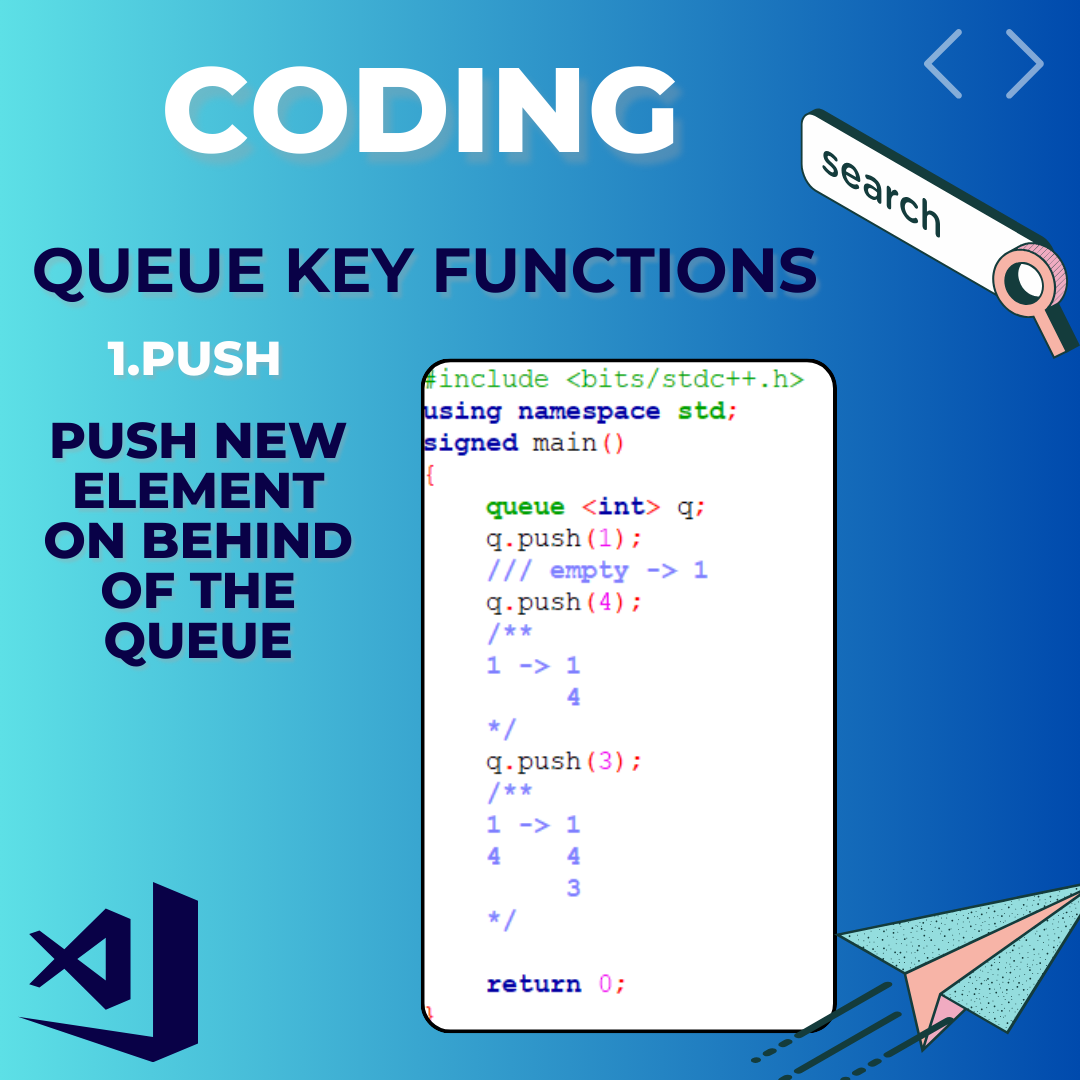 CODING
search
QUEUE KEY FUNCTIONS
1.PUSH
PUSH NEW
ELEMENT
ON BEHIND
OF THE
QUEUE
#include <bits/stdc++.h>
using namespace std;
signed main()
{
    queue <int> q;
    q.push(1);
    /// empty -> 1
    q.push(4);
    /**
    1 -> 1
         4
    */
    q.push(3);
    /**
    1 -> 1
    4    4
         3
    */

    return 0;
}